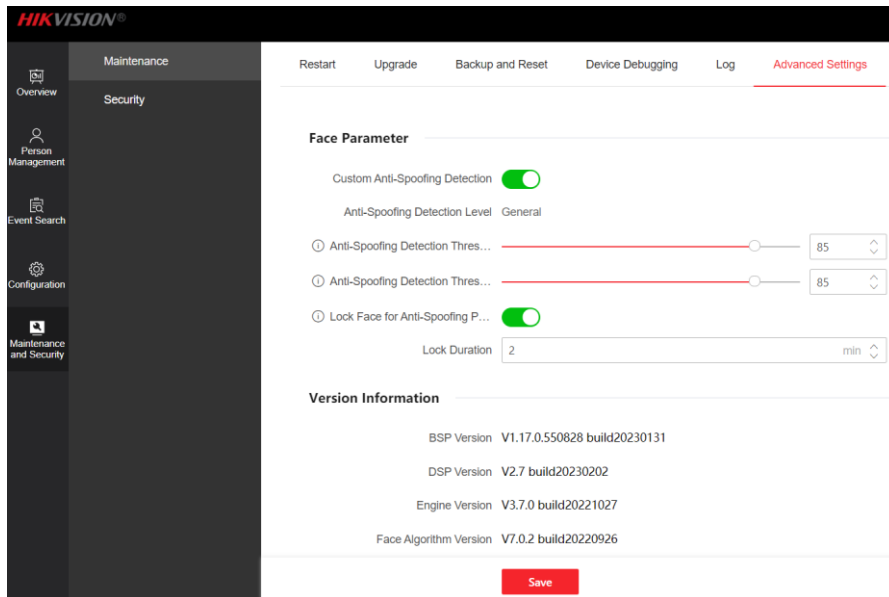 HIKVISION®
Overview
Person
Management
Event Search
Configuration
Maintenance
and Security
Maintenance
Security
Restart Upgrade Backup and Reset Device Debugging Log Advanced Settings
Face Parameter
Custom Anti-Spoofing Detection
Anti-Spoofing Detection Level General
Anti-Spoofing Detection Thres... 85
Anti-Spoofing Detection Thres... 85
Lock Face for Anti-Spoofing P...
Lock Duration 2 min
Version Information
BSP Version V1.17.0.550828 build20230131
DSP Version V2.7 build20230202
Engine Version V3.7.0 build20221027
Face Algorithm Version V7.0.2 build20220926
Save